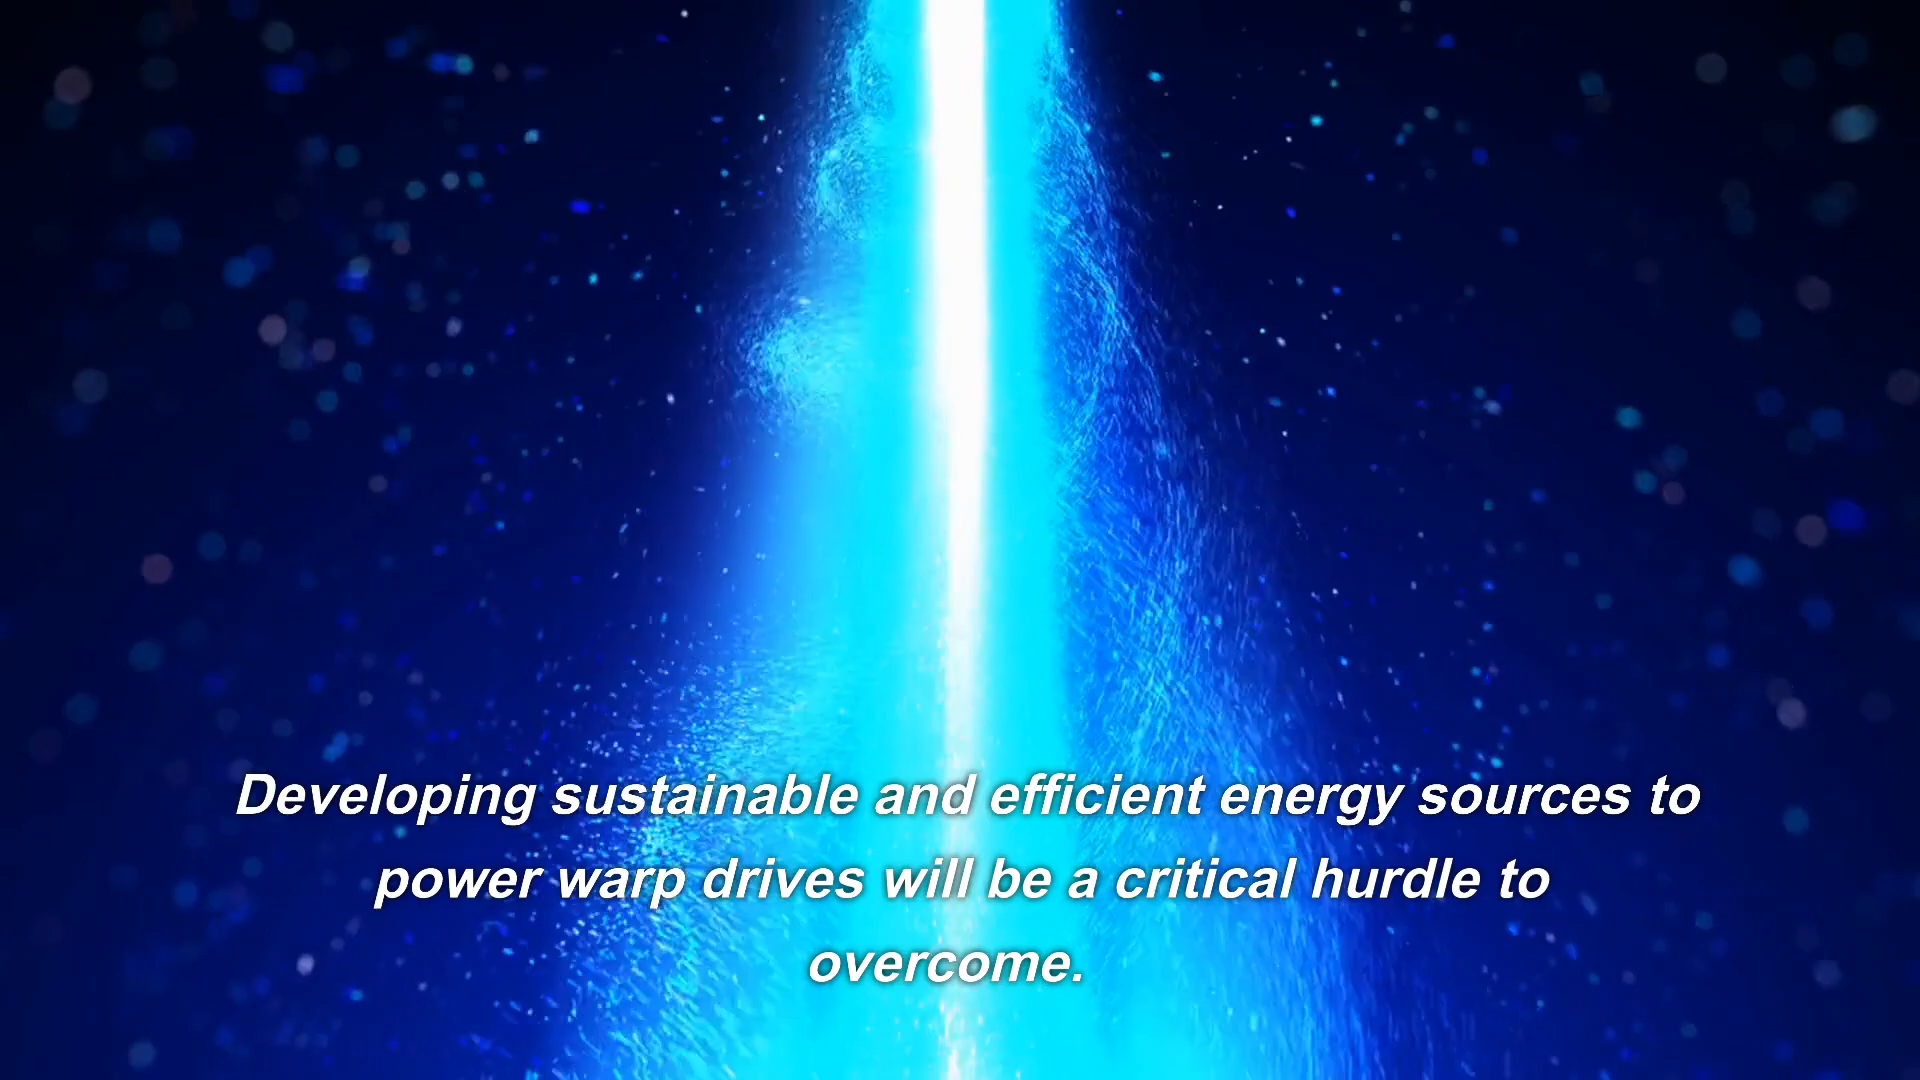 Developing sustainable and efficient energy sources to
power warp drives will be a critical hurdle to
overcome.